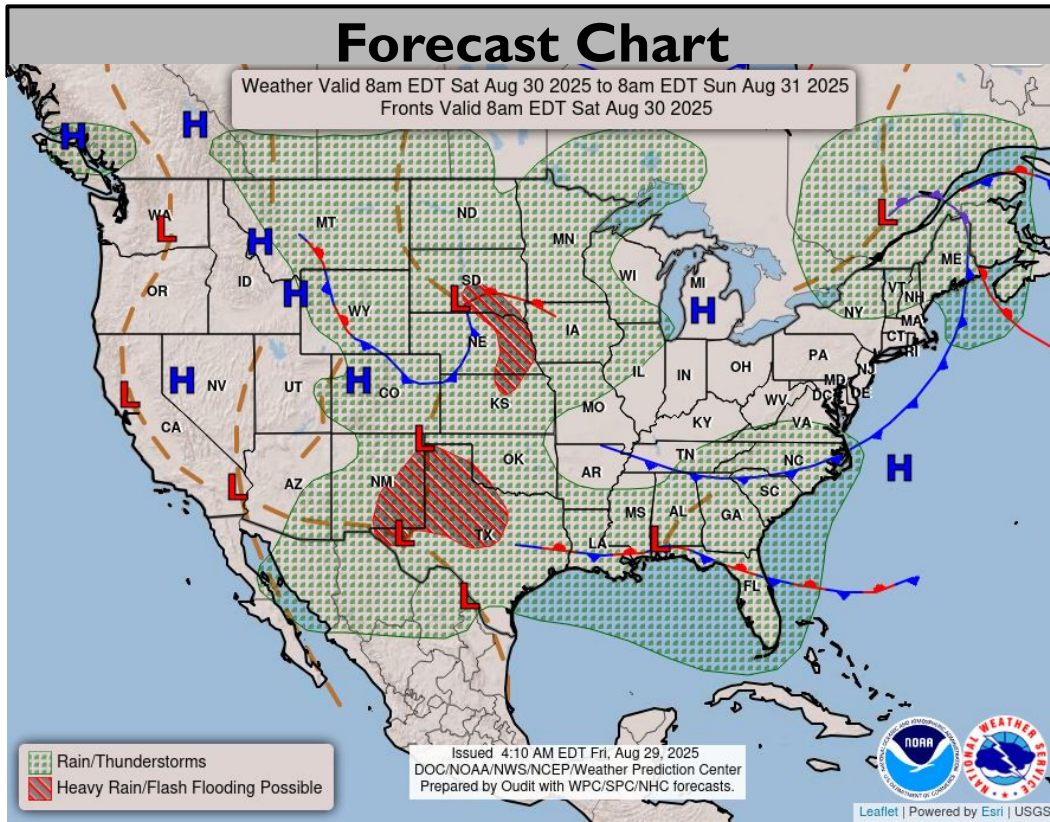 Forecast Chart
Weather Valid 8am EDT Sat Aug 30 2025 to 8am EDT Sun Aug 31 2025
Fronts Valid 8am EDT Sat Aug 30 2025
H
H
WA
L
MT
ND
MN
L
ME
H
OR
ID
H
SD
L
WI
MI
H
VT
NH
NY
MA
CT
RI
WY
IA
NE
PA
NJ
OH
IN
IL
MD
DE
DC
WV
H
NV
UT
H
CO
L
CA
KS
MO
KY
VA
L
TN
NC
OK
AR
H
AZ
NM
L
SC
MS
AL
GA
L
TX
LA
L
FL
L
Rain/Thunderstorms
Heavy Rain/Flash Flooding Possible
Issued 4:10 AM EDT Fri, Aug 29, 2025
DOC/NOAA/NWS/NCEP/Weather Prediction Center
Prepared by Oudit with WPC/SPC/NHC forecasts.
NOAA
NATIONAL WEATHER SERVICE
Leaflet | Powered by Esri | USGS